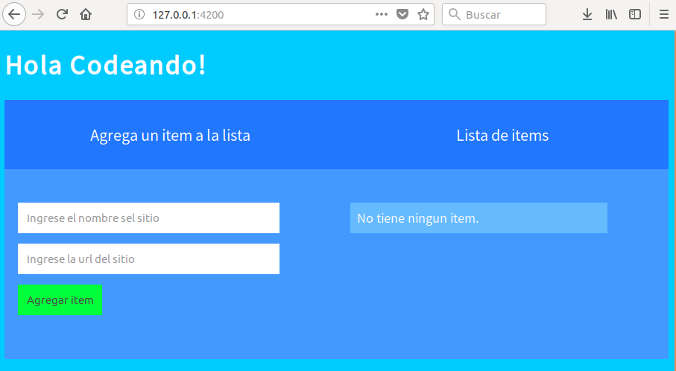 127.0.0.1:4200
Buscar
Hola Codeando!
Agrega un item a la lista
Lista de items
Ingrese el nombre sel sitio
No tiene ningun item.
Ingrese la url del sitio
Agregar item